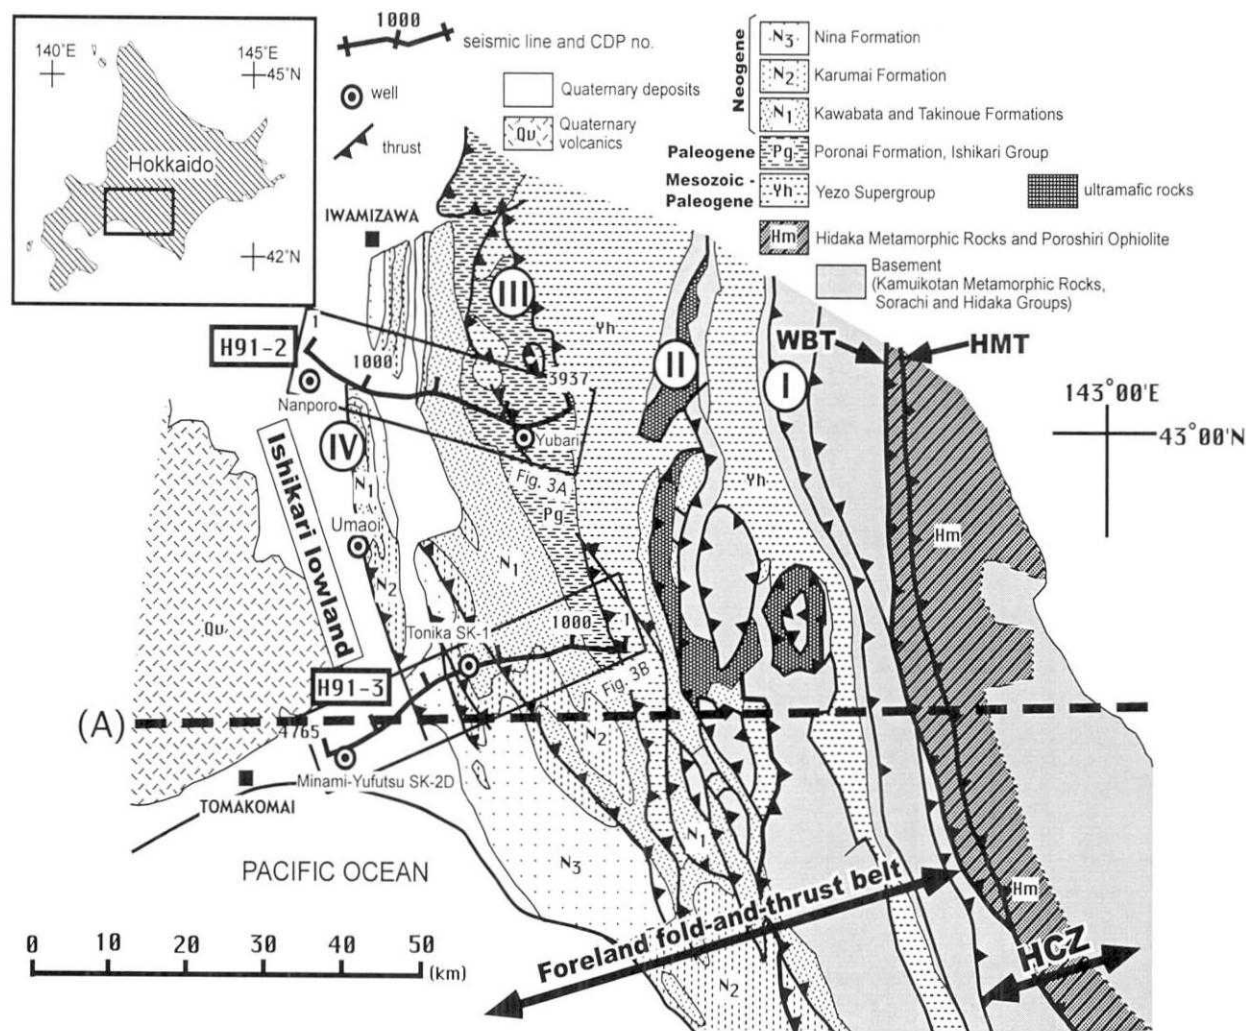 140°E
145°E
45°N
Hokkaido
42°N
1000
seismic line and CDP no.
well
thrust
Quaternary deposits
Qv
Quaternary
volcanics
Neogene
N3
Nina Formation
N2
Karumai Formation
N1
Kawabata and Takinoue Formations
Paleogene
Pg
Poronai Formation, Ishikari Group
Mesozoic -
Paleogene
Yh
Yezo Supergroup
ultramafic rocks
Hm
Hidaka Metamorphic Rocks and Poroshiri Ophiolite
Basement
(Kamuikotan Metamorphic Rocks,
Sorachi and Hidaka Groups)
IWAMIZAWA
III
1
Yh
H91-2
WBT
HMT
1000
II
I
3937
143°00'E
43°00'N
Nanporo
Yubari
IV
Ishikari lowland
Fig. 3A
N1
Pg
Yh
Umaoi
Hm
N1
N2
Qv
1000
1
Tonika SK-1
H91-3
Fig. 3B
(A)
4765
N2
Minami-Yufutsu SK-2D
TOMAKOMAI
N1
N3
PACIFIC OCEAN
Hm
Foreland fold-and-thrust belt
HCZ
0 10 20 30 40 50
(km)
N2